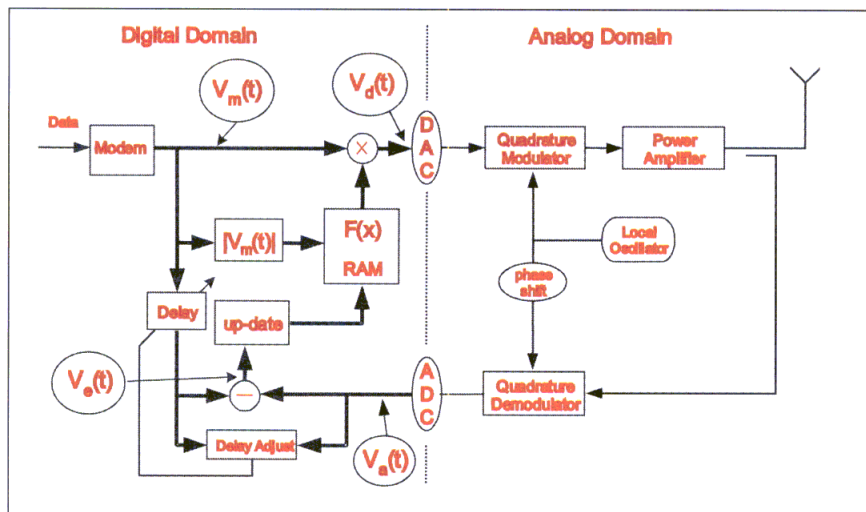 Digital Domain
Analog Domain
Vm(t)
Vd(t)
Data
Modem
X
D
A
C
Quadrature
Modulator
Power
Amplifier
|Vm(t)|
F(x)
RAM
Local
Oscillator
phase
shift
Delay
up-date
Ve(t)
—
A
D
C
Quadrature
Demodulator
Delay Adjust
Va(t)